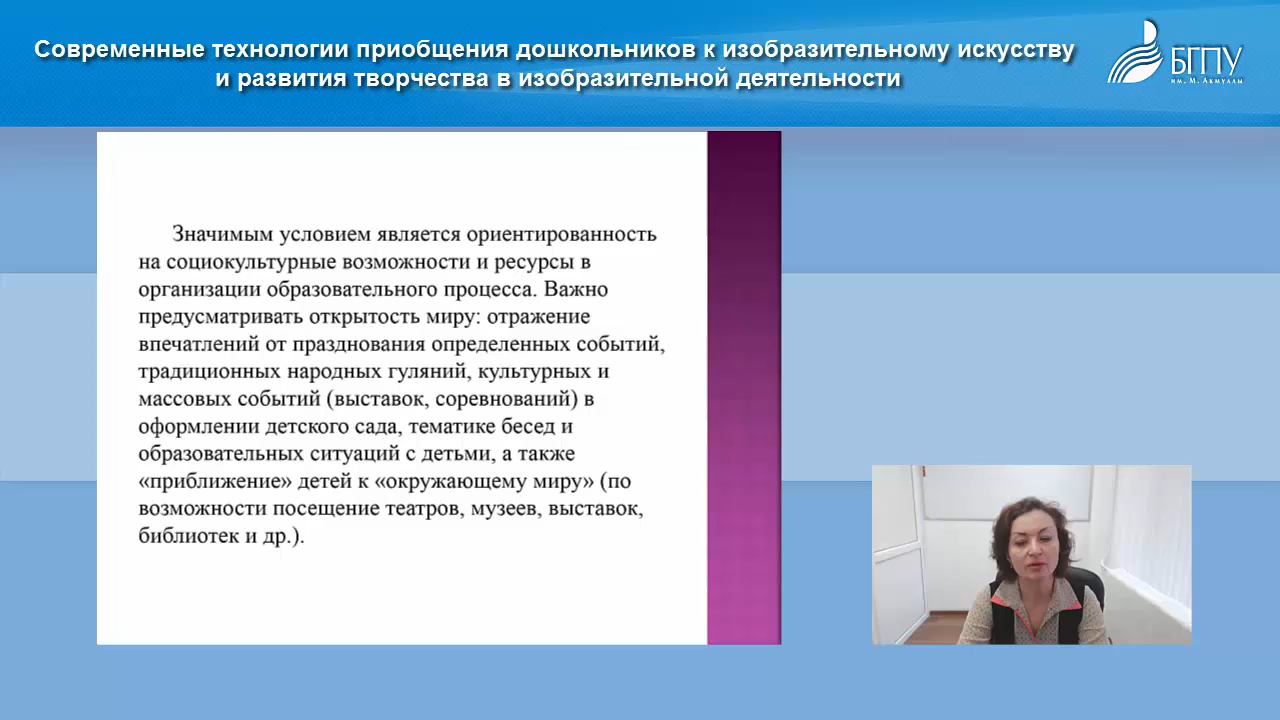 Современные технологии приобщения дошкольников к изобразительному искусству
и развития творчества в изобразительной деятельности
БГПУ
им. М. Акмуллы
Значимым условием является ориентированность
на социокультурные возможности и ресурсы в
организации образовательного процесса. Важно
предусматривать открытость миру: отражение
впечатлений от празднования определенных событий,
традиционных народных гуляний, культурных и
массовых событий (выставок, соревнований) в
оформлении детского сада, тематике бесед и
образовательных ситуаций с детьми, а также
«приближение» детей к «окружающему миру» (по
возможности посещение театров, музеев, выставок,
библиотек и др.).